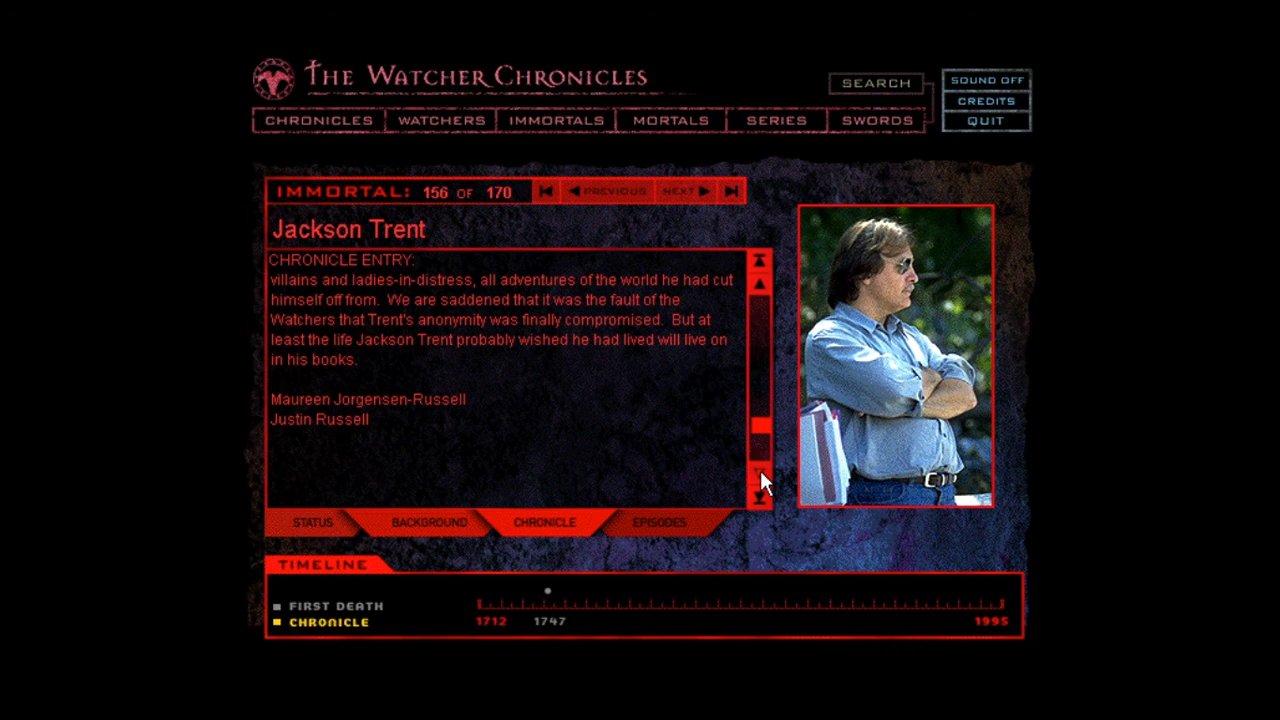 THE WATCHER CHRONICLES
SEARCH
SOUND OFF
CREDITS
QUIT
CHRONICLES WATCHERS IMMORTALS MORTALS SERIES SWORDS
IMMORTAL: 156 OF 170 PREVIOUS NEXT
Jackson Trent
CHRONICLE ENTRY:
villains and ladies-in-distress, all adventures of the world he had cut
himself off from. We are saddened that it was the fault of the
Watchers that Trent's anonymity was finally compromised. But at
least the life Jackson Trent probably wished he had lived will live on
in his books.
Maureen Jorgensen-Russell
Justin Russell
STATUS BACKGROUND CHRONICLE EPISODES
TIMELINE
FIRST DEATH
CHRONICLE
1712 1747 1995